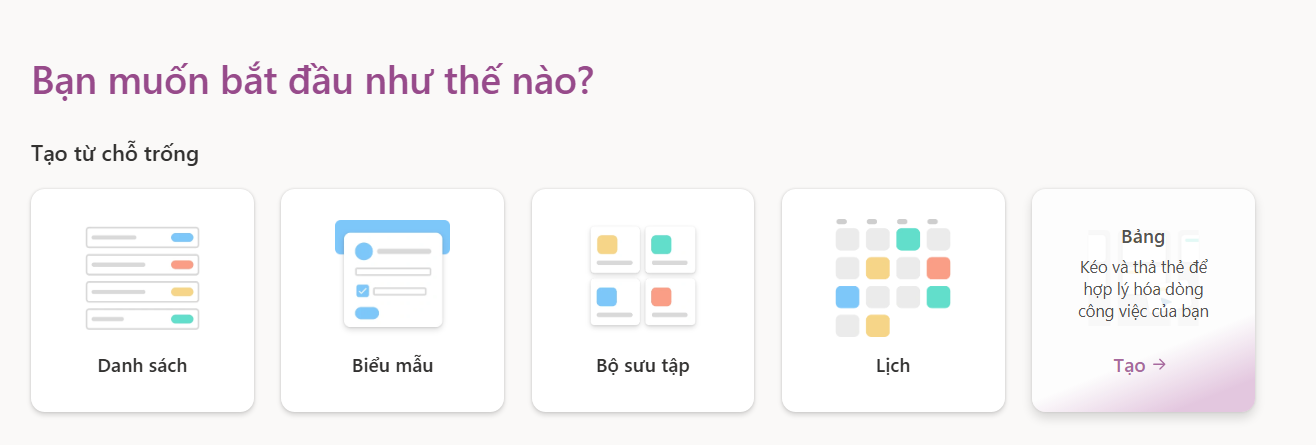 Bạn muốn bắt đầu như thế nào?
Tạo từ chỗ trống
Danh sách
Biểu mẫu
Bộ sưu tập
Lịch
Bảng
Kéo và thả thẻ để
hợp lý hóa dòng
công việc của bạn
Tạo →